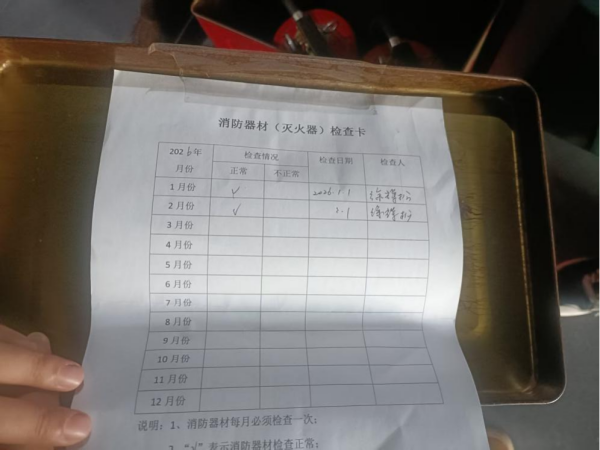 消防器材（灭火器）检查卡
2026年 检查情况 检查日期 检查人
月份 正常 不正常
1月份 √ 2026.1.1
2月份 √ 2.1
3月份
4月份
5月份
6月份
7月份
8月份
9月份
10月份
11月份
12月份
说明：1、消防器材每月必须检查一次；
2、“√”表示消防器材检查正常；